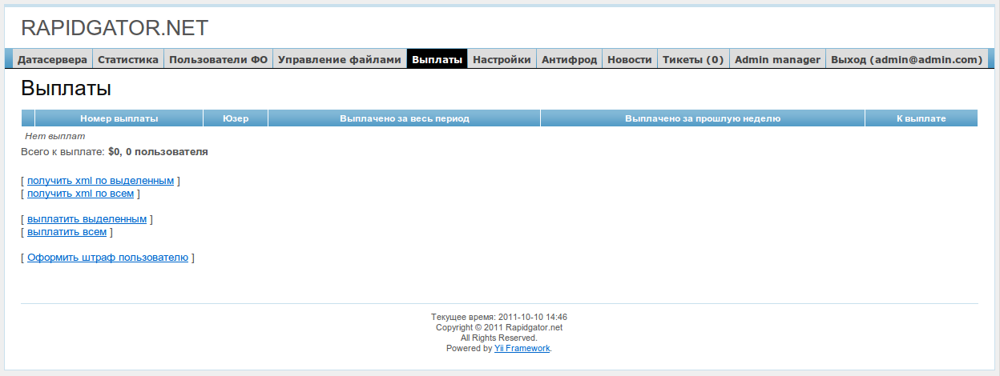 RAPIDGATOR.NET
Датасервера Статистика Пользователи ФО Управление файлами Выплаты Настройки Антифрод Новости Тикеты (0) Admin manager Выход (admin@admin.com)
Выплаты
Номер выплаты Юзер Выплачено за весь период Выплачено за прошлую неделю К выплате
Нет выплат
Всего к выплате: $0, 0 пользователя
[ получить xml по выделенным ]
[ получить xml по всем ]
[ выплатить выделенным ]
[ выплатить всем ]
[ Оформить штраф пользователю ]
Текущее время: 2011-10-10 14:46
Copyright © 2011 Rapidgator.net
All Rights Reserved.
Powered by Yii Framework.